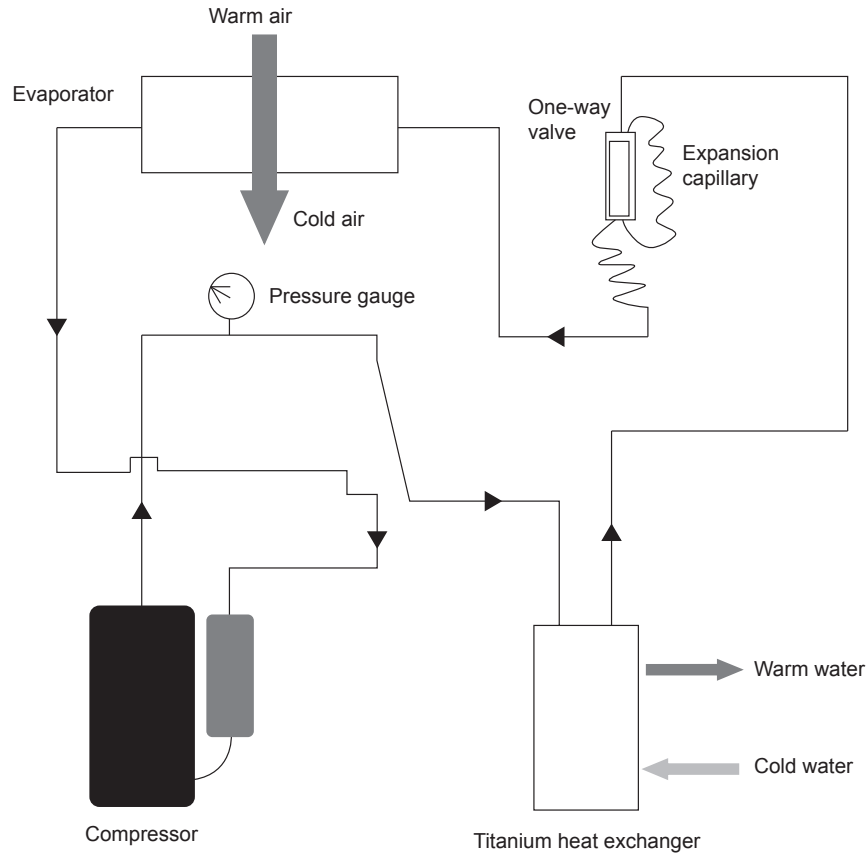 Warm air
Evaporator
One-way
valve
Expansion
capillary
Cold air
Pressure gauge
Warm water
Cold water
Compressor
Titanium heat exchanger